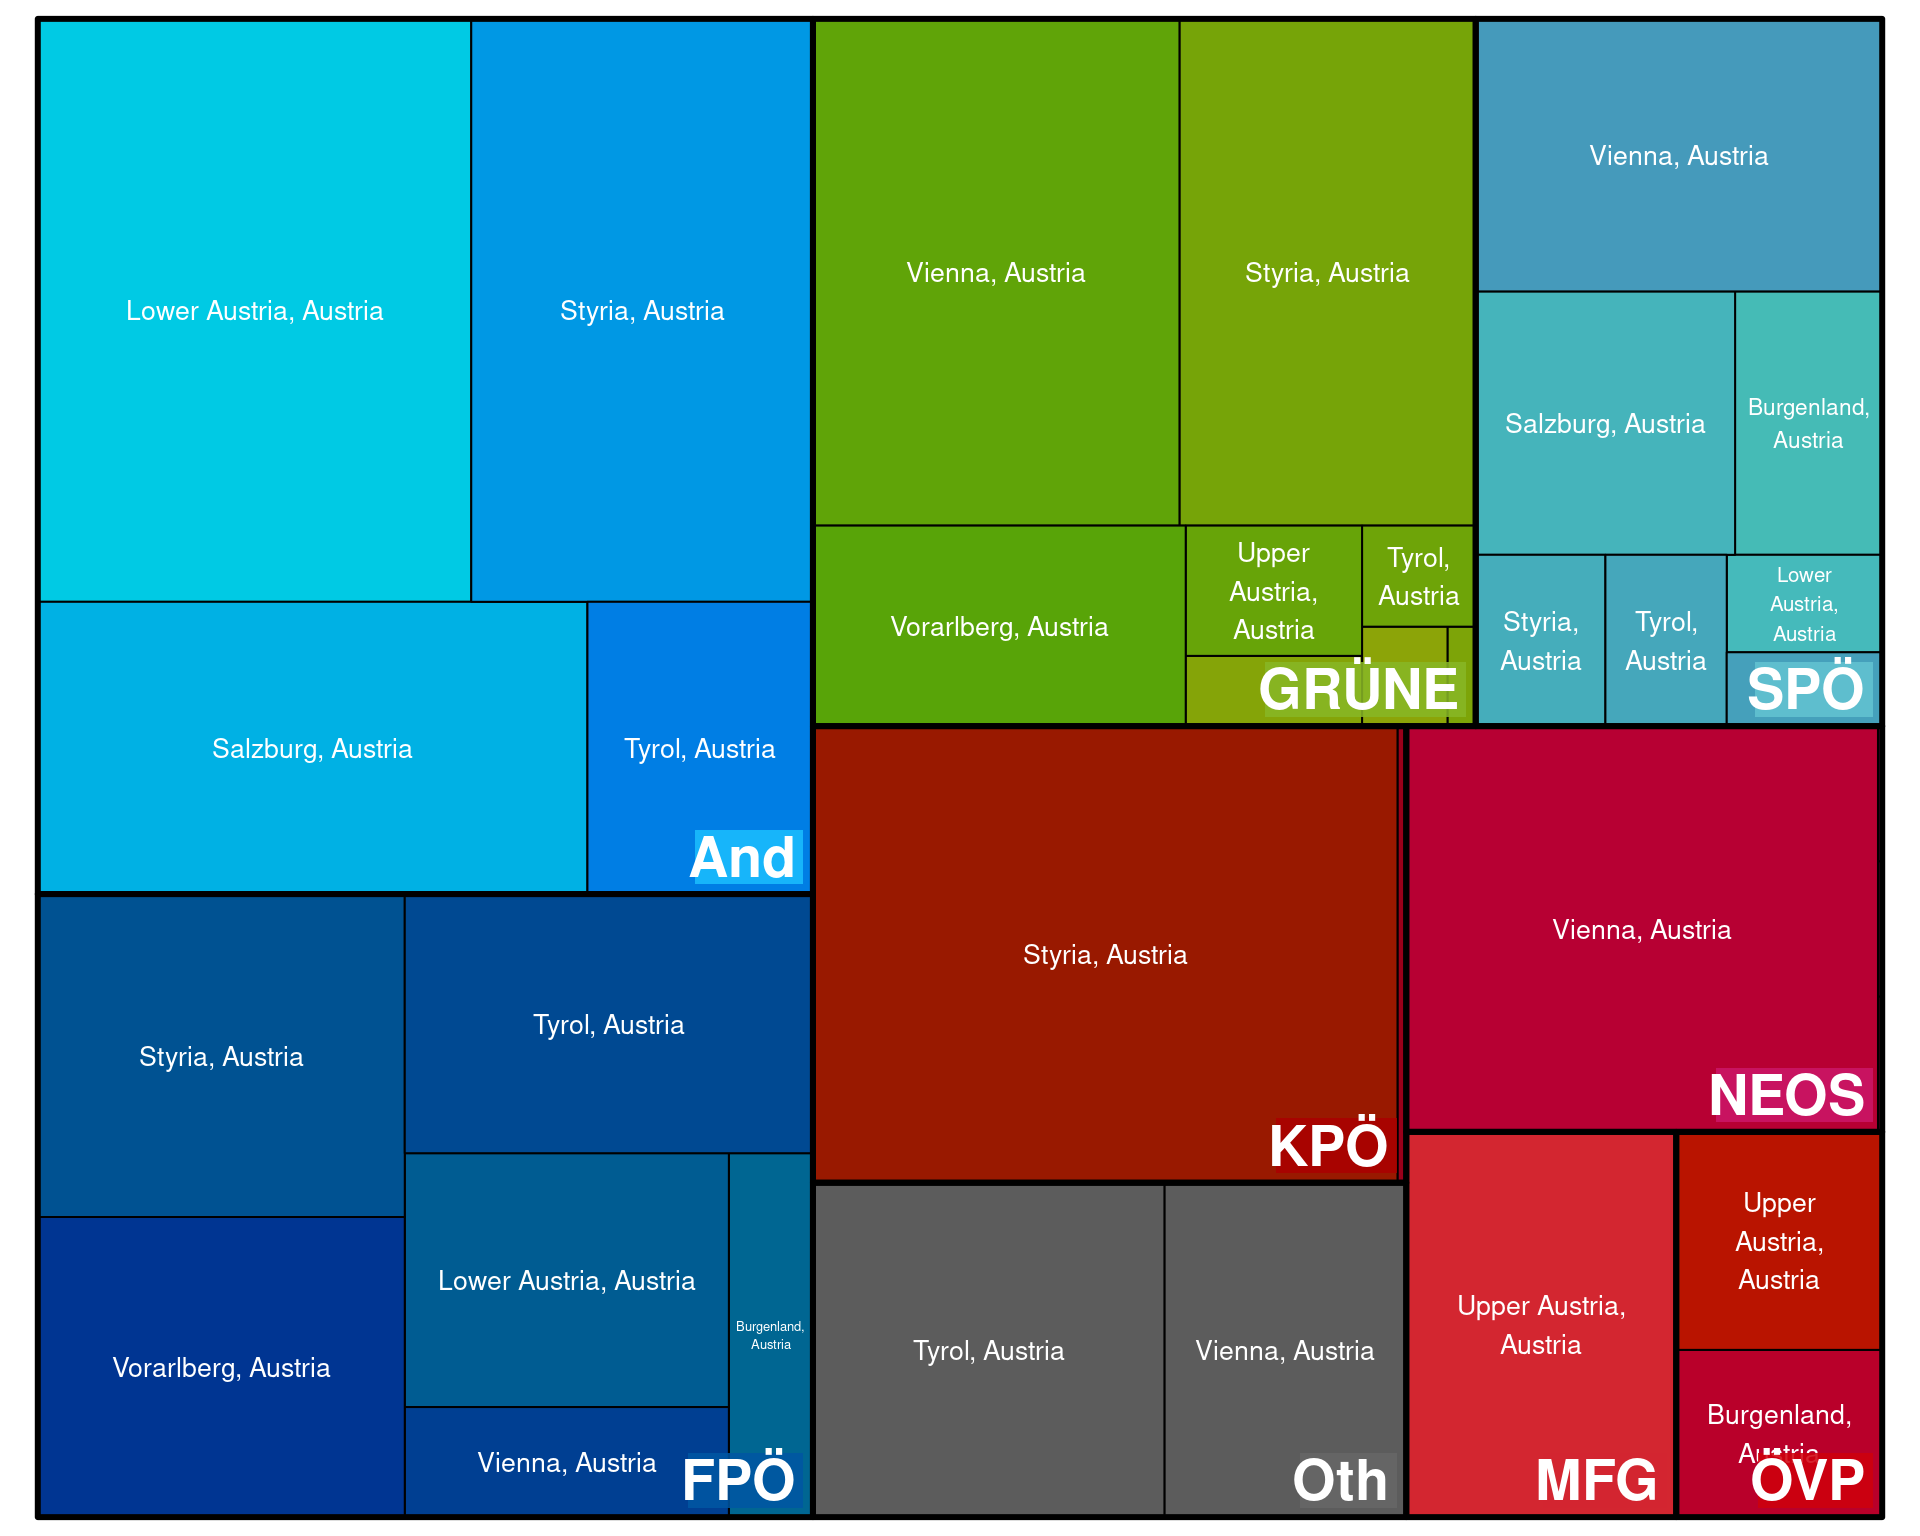 Lower Austria, Austria
Styria, Austria
Salzburg, Austria
Tyrol, Austria
And
Vienna, Austria
Styria, Austria
Vorarlberg, Austria
Upper
Austria,
Austria
Tyrol,
Austria
GRÜNE
Vienna, Austria
Salzburg, Austria
Burgenland,
Austria
Styria,
Austria
Tyrol,
Austria
Lower
Austria,
Austria
SPÖ
Styria, Austria
Tyrol, Austria
Vorarlberg, Austria
Lower Austria, Austria
Burgenland,
Austria
Vienna, Austria
FPÖ
Styria, Austria
KPÖ
Vienna, Austria
NEOS
Tyrol, Austria
Vienna, Austria
Oth
Upper Austria,
Austria
MFG
Upper
Austria,
Austria
Burgenland,
Austria
ÖVP